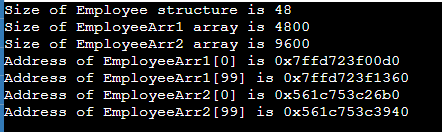 Size of Employee structure is 48
Size of EmployeeArr1 array is 4800
Size of EmployeeArr2 array is 9600
Address of EmployeeArr1[0] is 0x7ffd723f00d0
Address of EmployeeArr1[99] is 0x7ffd723f1360
Address of EmployeeArr2[0] is 0x561c753c26b0
Address of EmployeeArr2[99] is 0x561c753c3940